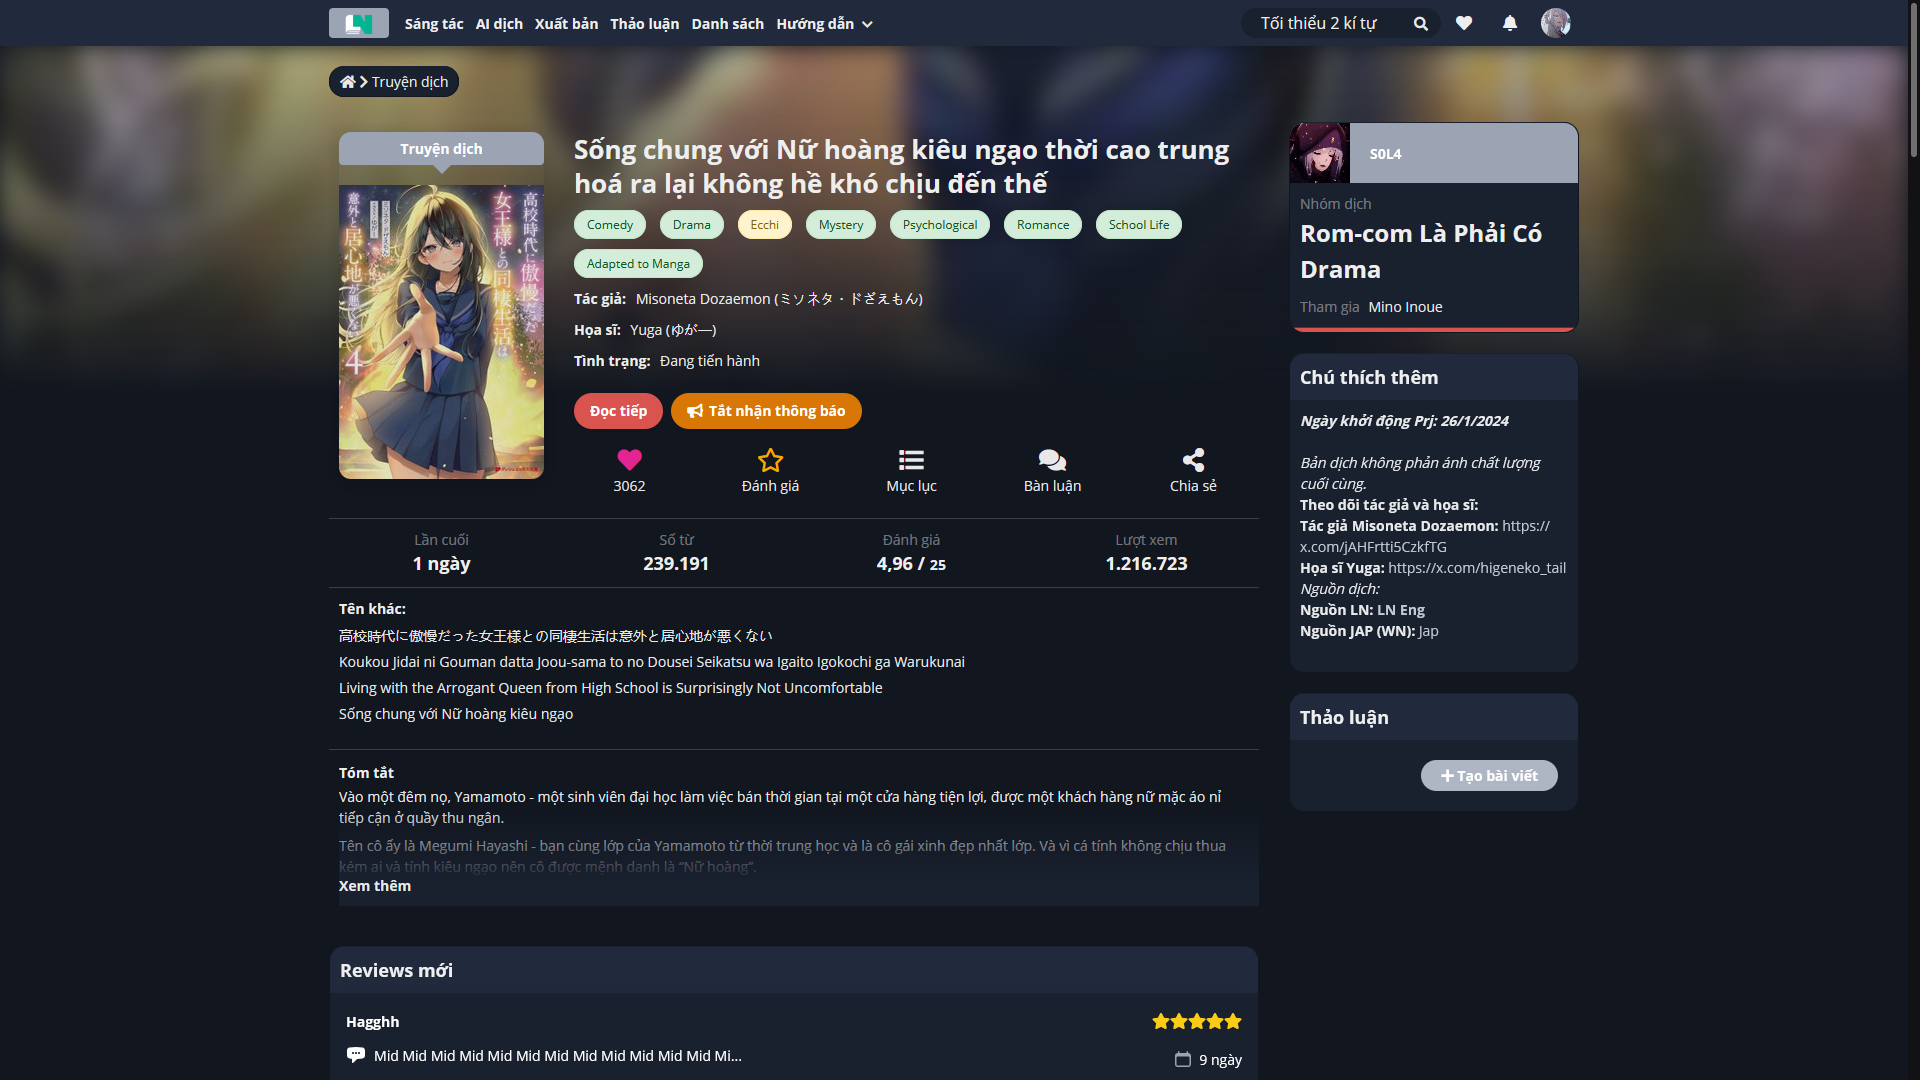 LN
Sáng tác AI dịch Xuất bản Thảo luận Danh sách Hướng dẫn
Tối thiểu 2 kí tự
Truyện dịch
Truyện dịch
高校時代に傲慢だった
女王様との同棲生活は
意外と居心地が悪くない
4
Sống chung với Nữ hoàng kiêu ngạo thời cao trung
hoá ra lại không hề khó chịu đến thế
Comedy Drama Ecchi Mystery Psychological Romance School Life
Adapted to Manga
Tác giả: Misoneta Dozaemon (ミソネタ・ドざえもん)
Họa sĩ: Yuga (ゆがー)
Tình trạng: Đang tiến hành
Đọc tiếp
Tắt nhận thông báo
3062 Đánh giá Mục lục Bàn luận Chia sẻ
Lần cuối Số từ Đánh giá Lượt xem
1 ngày 239.191 4,96 / 25 1.216.723
Tên khác:
高校時代に傲慢だった女王様との同棲生活は意外と居心地が悪くない
Koukou Jidai ni Gouman datta Joou-sama to no Dousei Seikatsu wa Igaito Igokochi ga Warukunai
Living with the Arrogant Queen from High School is Surprisingly Not Uncomfortable
Sống chung với Nữ hoàng kiêu ngạo
Tóm tắt
Vào một đêm nọ, Yamamoto - một sinh viên đại học làm việc bán thời gian tại một cửa hàng tiện lợi, được một khách hàng nữ mặc áo nỉ
tiếp cận ở quầy thu ngân.
Tên cô ấy là Megumi Hayashi - bạn cùng lớp của Yamamoto từ thời trung học và là cô gái xinh đẹp nhất lớp. Và vì cá tính không chịu thua
kém ai và tính kiêu ngạo nên cô được mệnh danh là “Nữ hoàng”.
Xem thêm
Reviews mới
Hagghh
Mid Mid Mid Mid Mid Mid Mid Mid Mid Mid Mid Mid Mi...
9 ngày
S0L4
Nhóm dịch
Rom-com Là Phải Có
Drama
Tham gia Mino Inoue
Chú thích thêm
Ngày khởi động Prj: 26/1/2024
Bản dịch không phản ánh chất lượng
cuối cùng.
Theo dõi tác giả và họa sĩ:
Tác giả Misoneta Dozaemon: https://
x.com/jAHFrtti5CzkfTG
Họa sĩ Yuga: https://x.com/higeneko_tail
Nguồn dịch:
Nguồn LN: LN Eng
Nguồn JAP (WN): Jap
Thảo luận
Tạo bài viết